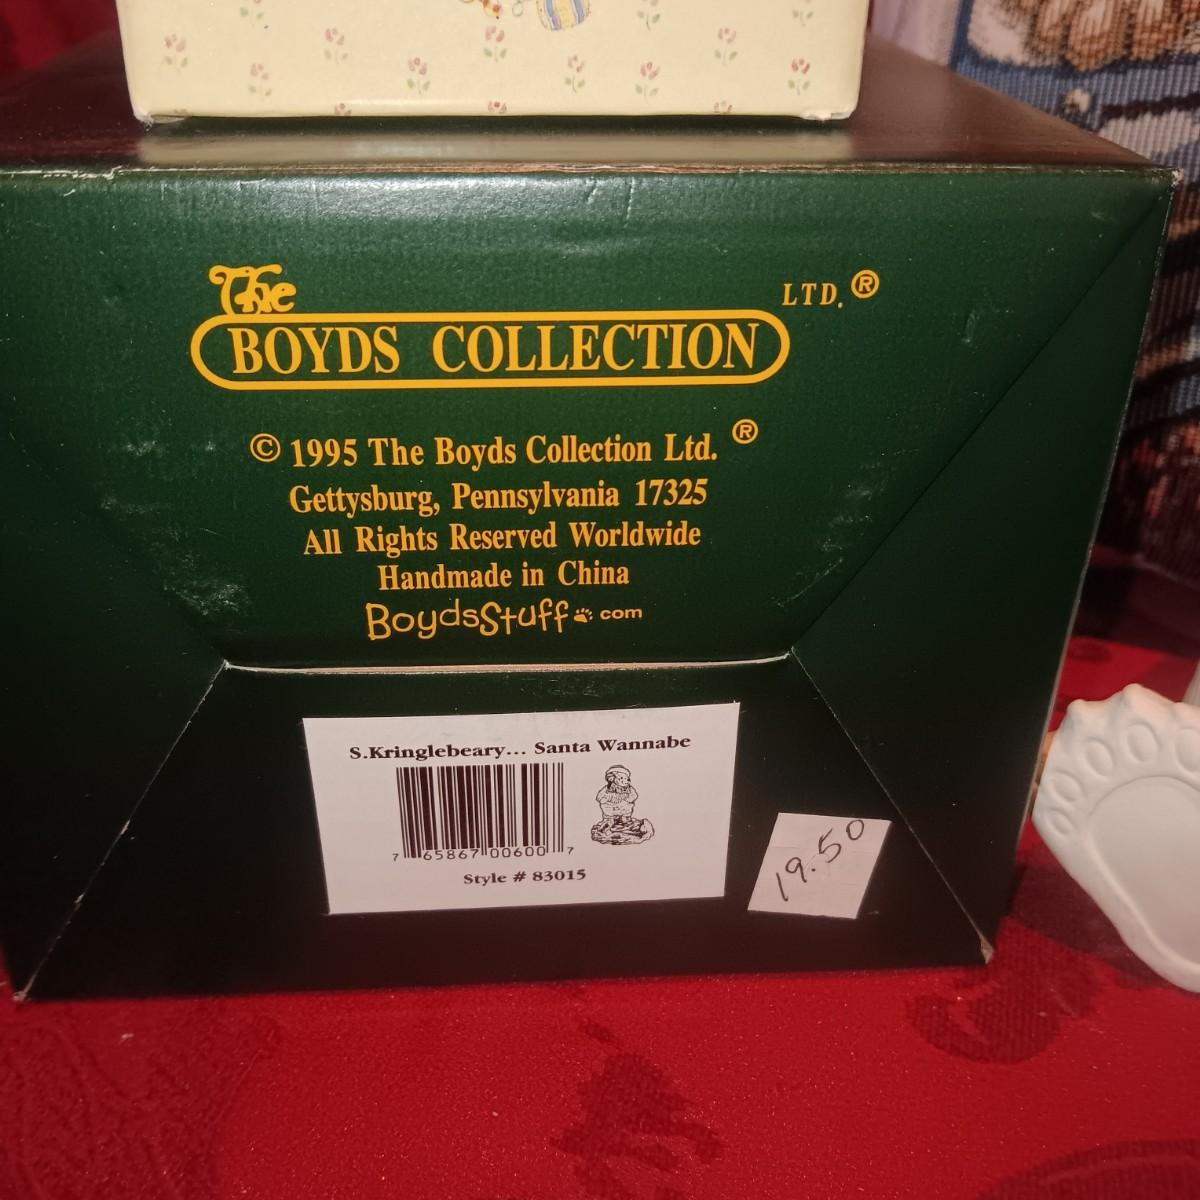 The
BOYDS COLLECTION LTD.®
© 1995 The Boyds Collection Ltd. ®
Gettysburg, Pennsylvania 17325
All Rights Reserved Worldwide
Handmade in China
BoydsStuff.com
S.Kringlebeary... Santa Wannabe
7 65867 00600 7
Style # 83015
19.50